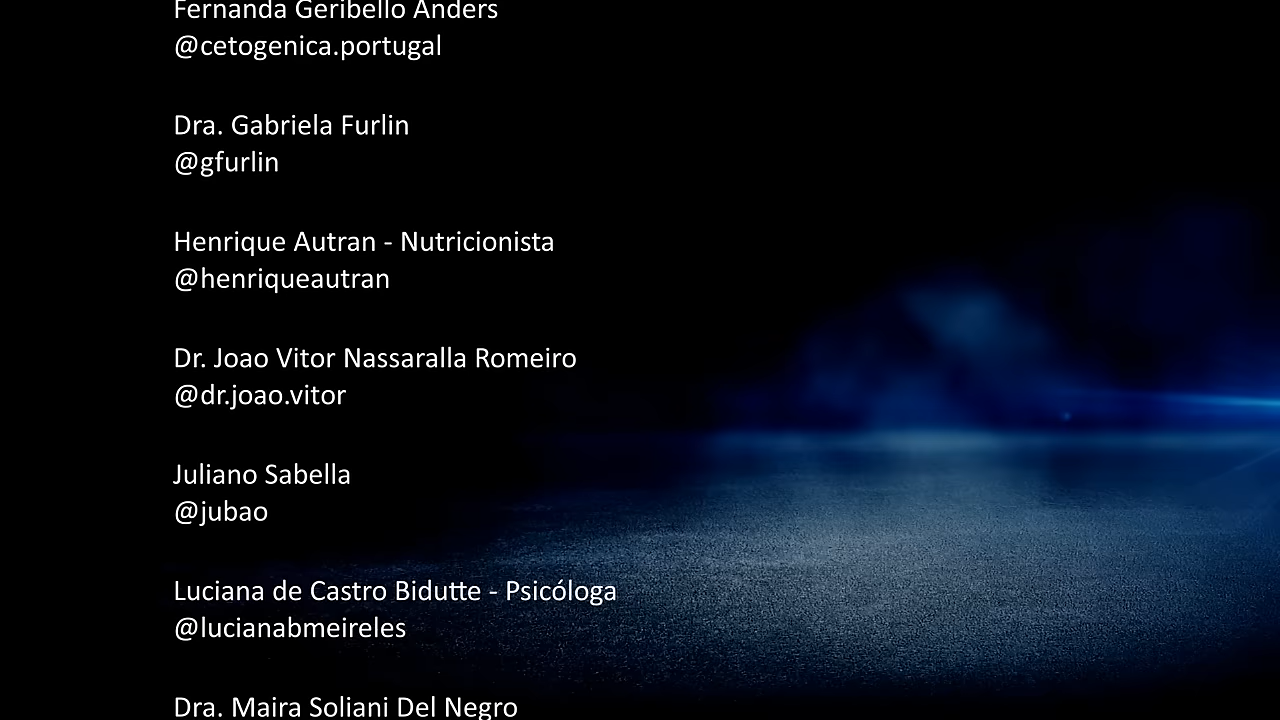 Fernanda Geribello Anders
@cetogenica.portugal
Dra. Gabriela Furlin
@gfurlin
Henrique Autran - Nutricionista
@henriqueautran
Dr. Joao Vitor Nassaralla Romeiro
@dr.joao.vitor
Juliano Sabella
@jubao
Luciana de Castro Bidutte - Psicóloga
@lucianabmeireles
Dra. Maira Soliani Del Negro